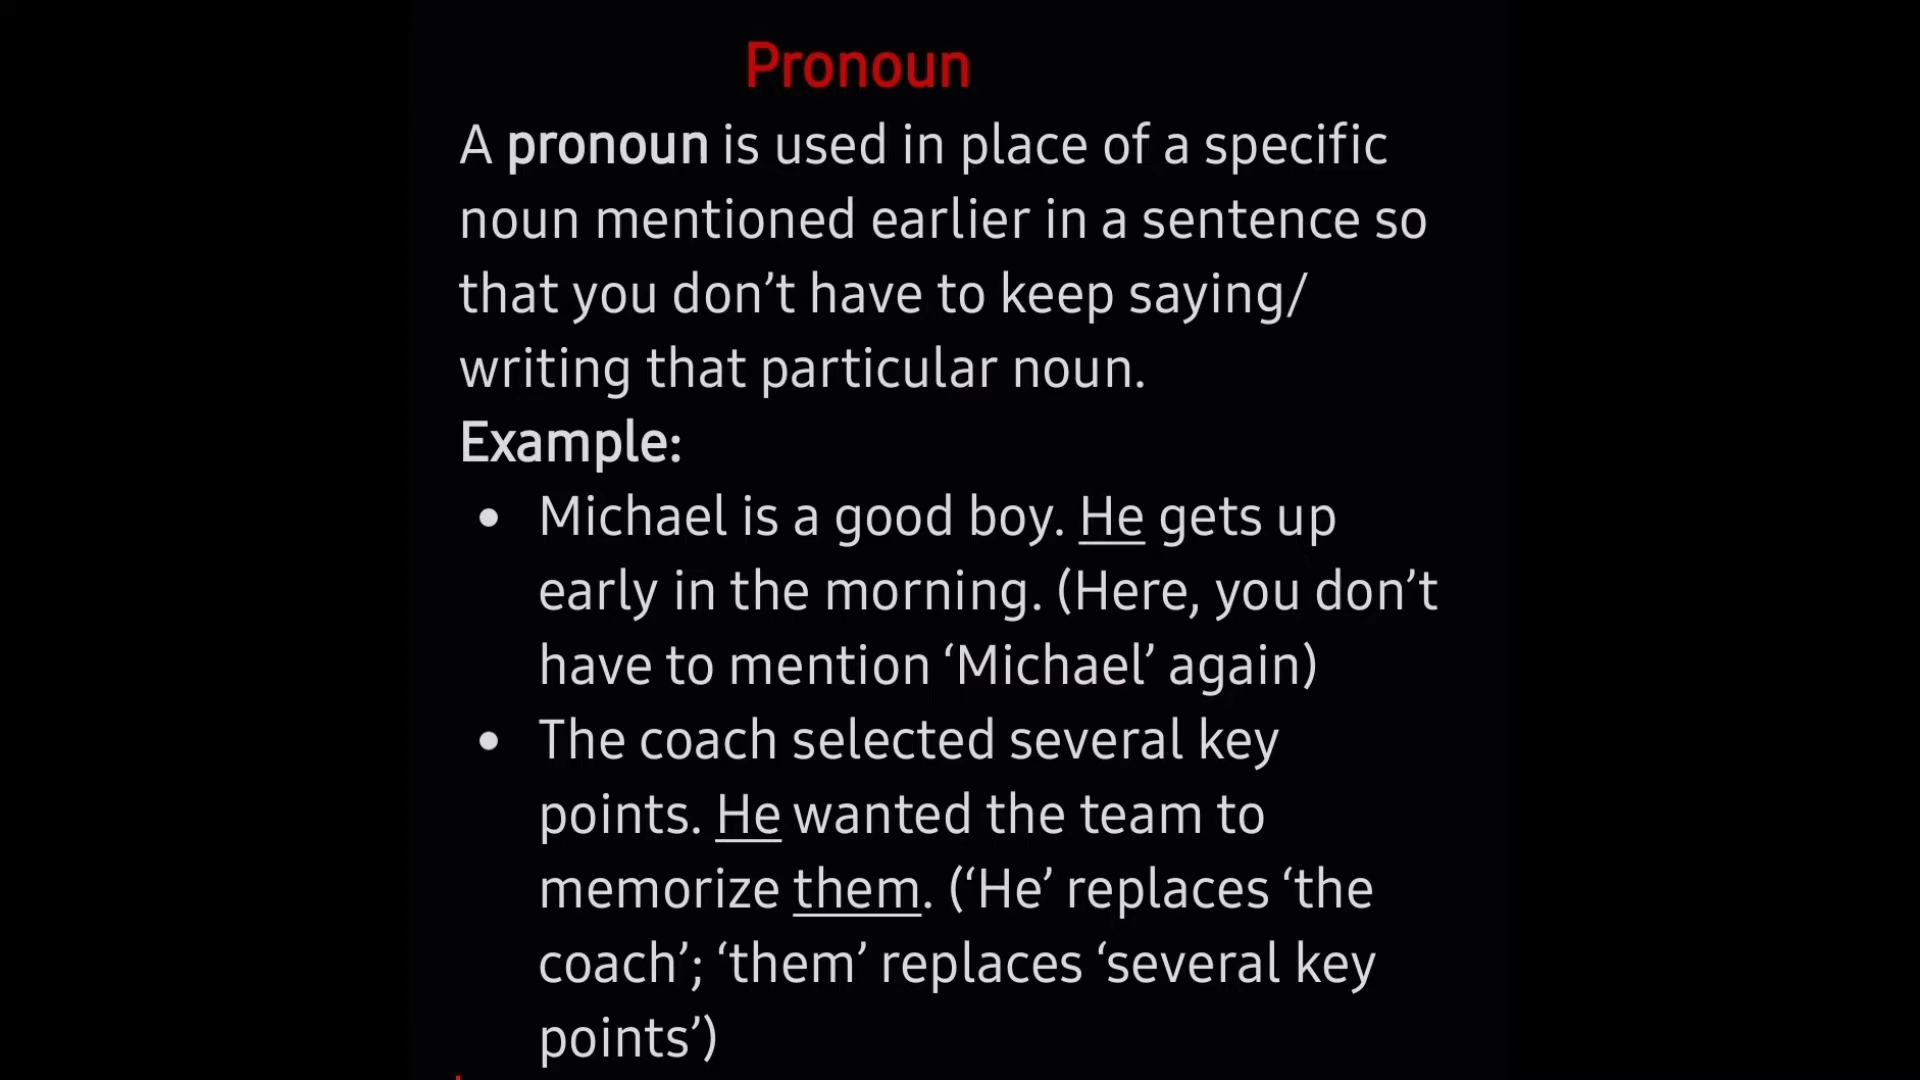 Pronoun
A pronoun is used in place of a specific
noun mentioned earlier in a sentence so
that you don’t have to keep saying/
writing that particular noun.
Example:
• Michael is a good boy. He gets up
early in the morning. (Here, you don’t
have to mention ‘Michael’ again)
• The coach selected several key
points. He wanted the team to
memorize them. (‘He’ replaces ‘the
coach’; ‘them’ replaces ‘several key
points’)